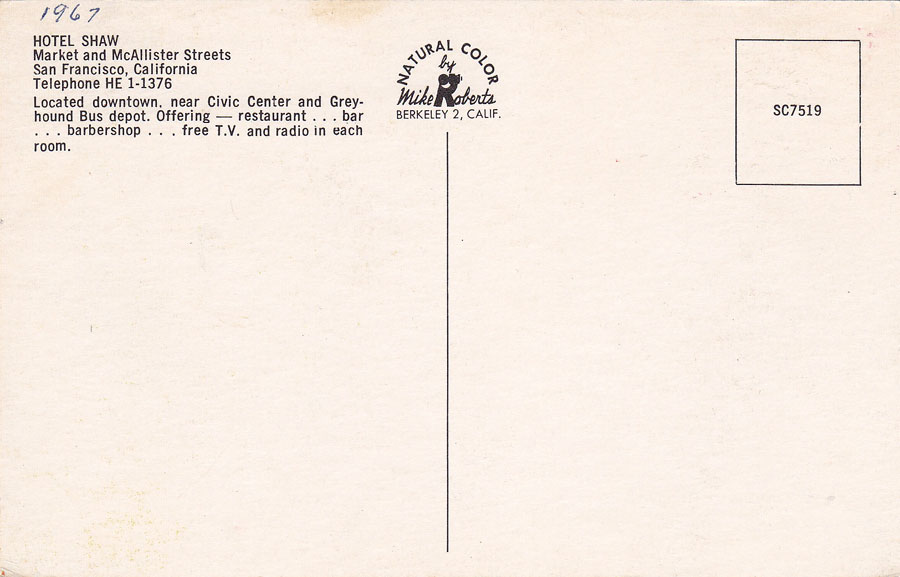 1967
HOTEL SHAW
Market and McAllister Streets
San Francisco, California
Telephone HE 1-1376
Located downtown, near Civic Center and Grey-
hound Bus depot. Offering — restaurant . . . bar
. . . barbershop . . . free T.V. and radio in each
room.
NATURAL COLOR
by
Mike Roberts
BERKELEY 2, CALIF.
SC7519